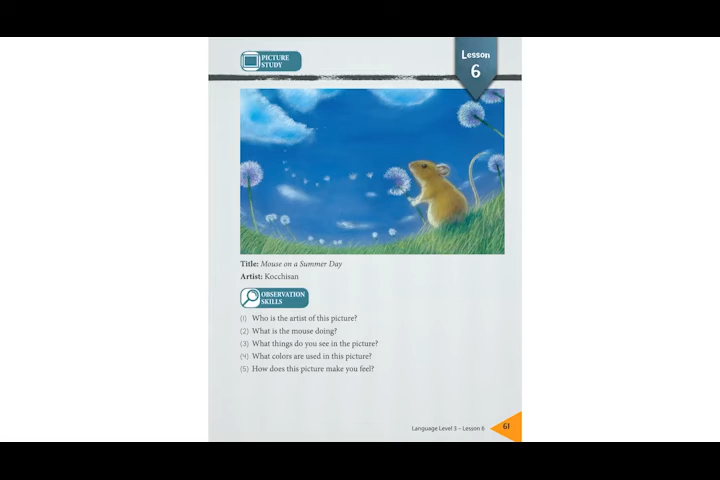 PICTURE
STUDY
Lesson
6
Title: Mouse on a Summer Day
Artist: Kocchisan
OBSERVATION
SKILLS
(1) Who is the artist of this picture?
(2) What is the mouse doing?
(3) What things do you see in the picture?
(4) What colors are used in this picture?
(5) How does this picture make you feel?
Language Level 3 – Lesson 6
61